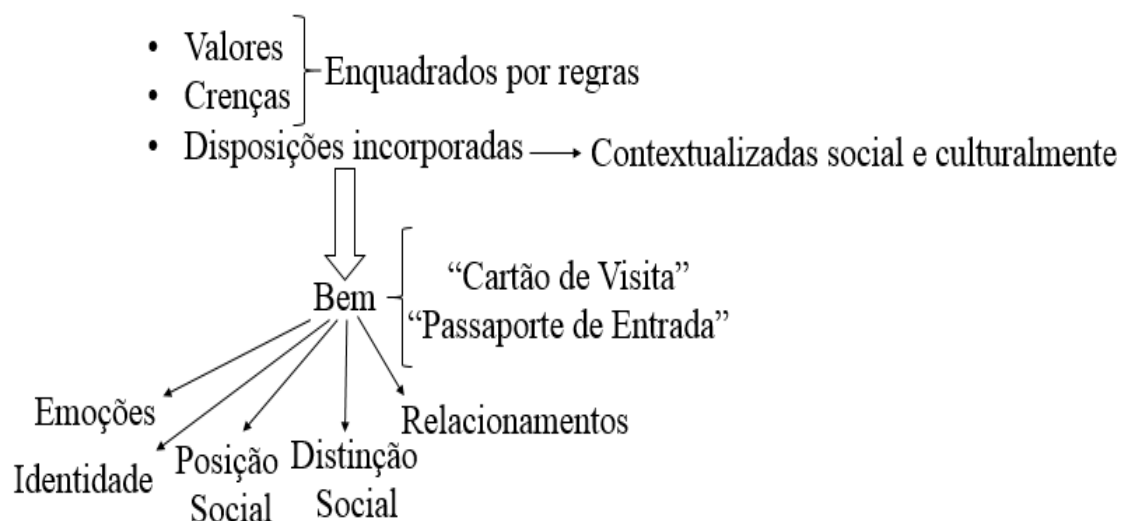 • Valores
• Crenças
Enquadrados por regras
• Disposições incorporadas
Contextualizadas social e culturalmente
Bem
“Cartão de Visita”
“Passaporte de Entrada”
Emoções
Identidade
Posição
Social
Distinção
Social
Relacionamentos